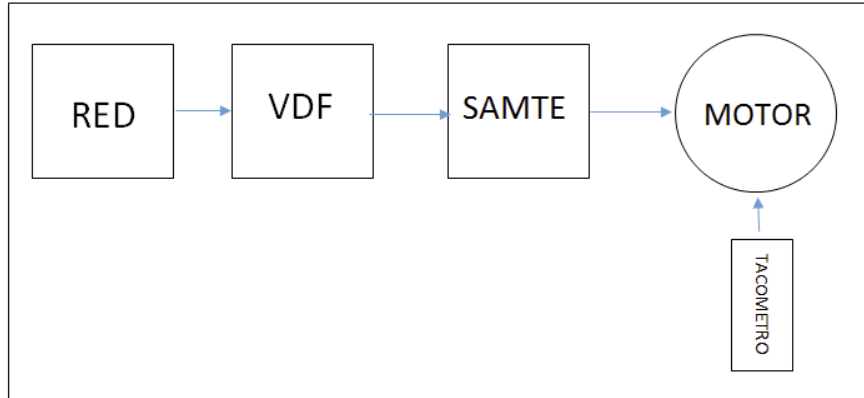 RED
VDF
SAMTE
MOTOR
TACOMETRO